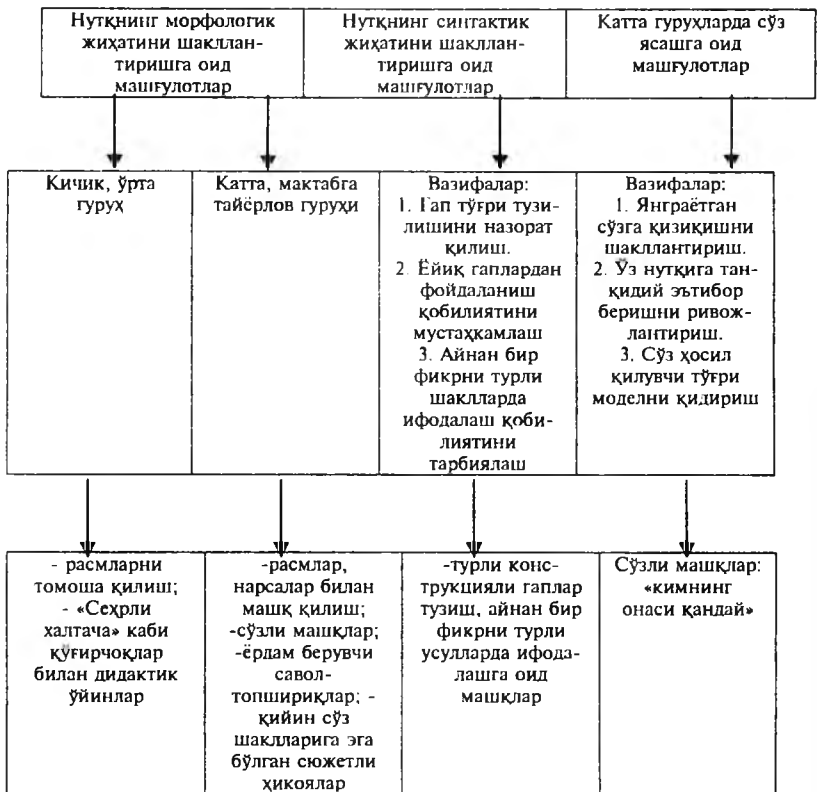 Нутқнинг морфологик
жиҳатини шакллан-
тиришга оид
машғулотлар
Нутқнинг синтактик
жиҳатини шакллан-
тиришга оид
машғулотлар
Катта гуруҳларда сўз
ясашга оид
машғулотлар
Кичик, ўрта
гуруҳ
Катта, мактабга
тайёрлов гуруҳи
Вазифалар:
1. Гап тўғри тузи-
лишини назорат
қилиш.
2. Ёйиқ гаплардан
фойдаланиш
қобилиятини
мустаҳкамлаш
3. Айнан бир
фикрни турли
шаклларда
ифодалаш қоби-
лиятини
тарбиялаш
Вазифалар:
1. Янграётган
сўзга қизиқишни
шакллантириш.
2. Ўз нутқига тан-
қидий эътибор
беришни ривож-
лантириш.
3. Сўз ҳосил
қилувчи тўғри
моделни қидириш
- расмларни
томоша қилиш;
- «Сеҳрли
халтача» каби
қўғирчоқлар
билан дидактик
ўйинлар
-расмлар,
нарсалар билан
машқ қилиш;
-сўзли машқлар;
-ёрдам берувчи
савол-
топшириқлар; -
қийин сўз
шаклларига эга
бўлган сюжетли
ҳикоялар
-турли конс-
трукцияли гаплар
тузиш, айнан бир
фикрни турли
усулларда ифода-
лашга оид
машқлар
Сўзли машқлар:
«кимнинг
онаси қандай»